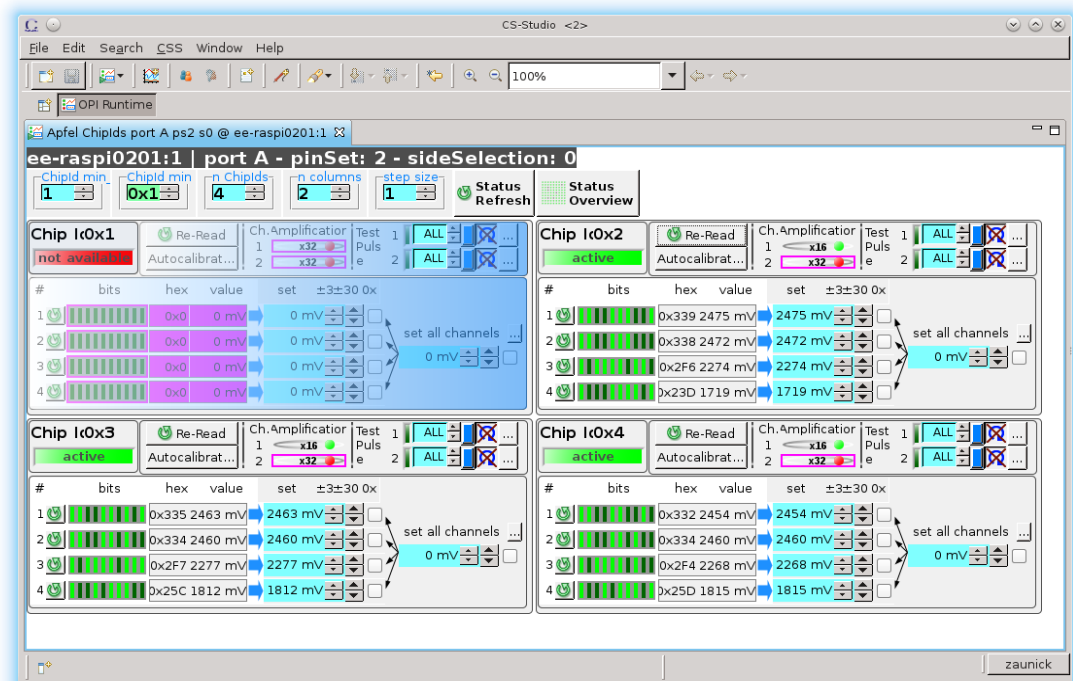 CS-Studio <2>
File Edit Search CSS Window Help
100%
OPI Runtime
Apfel ChipIds port A ps2 s0 @ ee-raspi0201:1
ee-raspi0201:1 | port A - pinSet: 2 - sideSelection: 0
ChipId min ChipId min n ChipIds n columns step size
1 0x1 4 2 1 Status Refresh Status Overview
Chip I 0x1 Re-Read Ch.Amplificatior Test Puls e 1 ALL ...
not available Autocalibrat... 1 x32 2 x32 2 ALL ...
# bits hex value set ±3±30 0x
1 0x0 0 mV 0 mV
2 0x0 0 mV 0 mV set all channels ...
3 0x0 0 mV 0 mV 0 mV
4 0x0 0 mV 0 mV
Chip I 0x2 Re-Read Ch.Amplificatior Test Puls e 1 ALL ...
active Autocalibrat... 1 x16 2 x32 2 ALL ...
# bits hex value set ±3±30 0x
1 0x339 2475 mV 2475 mV
2 0x338 2472 mV 2472 mV set all channels ...
3 0x2F6 2274 mV 2274 mV 0 mV
4 0x23D 1719 mV 1719 mV
Chip I 0x3 Re-Read Ch.Amplificatior Test Puls e 1 ALL ...
active Autocalibrat... 1 x16 2 x32 2 ALL ...
# bits hex value set ±3±30 0x
1 0x335 2463 mV 2463 mV
2 0x334 2460 mV 2460 mV set all channels ...
3 0x2F7 2277 mV 2277 mV 0 mV
4 0x25C 1812 mV 1812 mV
Chip I 0x4 Re-Read Ch.Amplificatior Test Puls e 1 ALL ...
active Autocalibrat... 1 x16 2 x32 2 ALL ...
# bits hex value set ±3±30 0x
1 0x332 2454 mV 2454 mV
2 0x334 2460 mV 2460 mV set all channels ...
3 0x2F4 2268 mV 2268 mV 0 mV
4 0x25D 1815 mV 1815 mV
zaunick